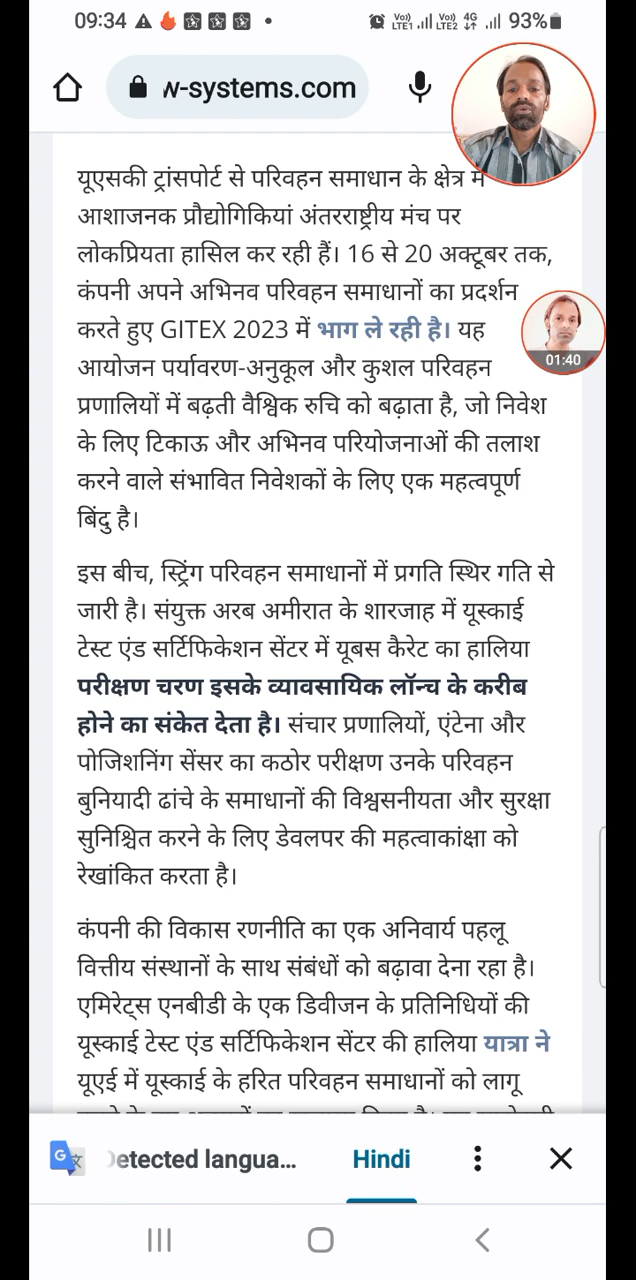 09:34
Vo)) LTE1 Vo)) LTE2 4G 93%
w-systems.com
यूएसकी ट्रांसपोर्ट से परिवहन समाधान के क्षेत्र में
आशाजनक प्रौद्योगिकियां अंतरराष्ट्रीय मंच पर
लोकप्रियता हासिल कर रही हैं। 16 से 20 अक्टूबर तक,
कंपनी अपने अभिनव परिवहन समाधानों का प्रदर्शन
करते हुए GITEX 2023 में भाग ले रही है। यह
01:40
आयोजन पर्यावरण-अनुकूल और कुशल परिवहन
प्रणालियों में बढ़ती वैश्विक रुचि को बढ़ाता है, जो निवेश
के लिए टिकाऊ और अभिनव परियोजनाओं की तलाश
करने वाले संभावित निवेशकों के लिए एक महत्वपूर्ण
बिंदु है।
इस बीच, स्ट्रिंग परिवहन समाधानों में प्रगति स्थिर गति से
जारी है। संयुक्त अरब अमीरात के शारजाह में यूस्काई
टेस्ट एंड सर्टिफिकेशन सेंटर में यूबस कैरेट का हालिया
परीक्षण चरण इसके व्यावसायिक लॉन्च के करीब
होने का संकेत देता है। संचार प्रणालियों, एंटेना और
पोजिशनिंग सेंसर का कठोर परीक्षण उनके परिवहन
बुनियादी ढांचे के समाधानों की विश्वसनीयता और सुरक्षा
सुनिश्चित करने के लिए डेवलपर की महत्वाकांक्षा को
रेखांकित करता है।
कंपनी की विकास रणनीति का एक अनिवार्य पहलू
वित्तीय संस्थानों के साथ संबंधों को बढ़ावा देना रहा है।
एमिरेट्स एनबीडी के एक डिवीजन के प्रतिनिधियों की
यूस्काई टेस्ट एंड सर्टिफिकेशन सेंटर की हालिया यात्रा ने
यूएई में यूस्काई के हरित परिवहन समाधानों को लागू
Detected langua... Hindi